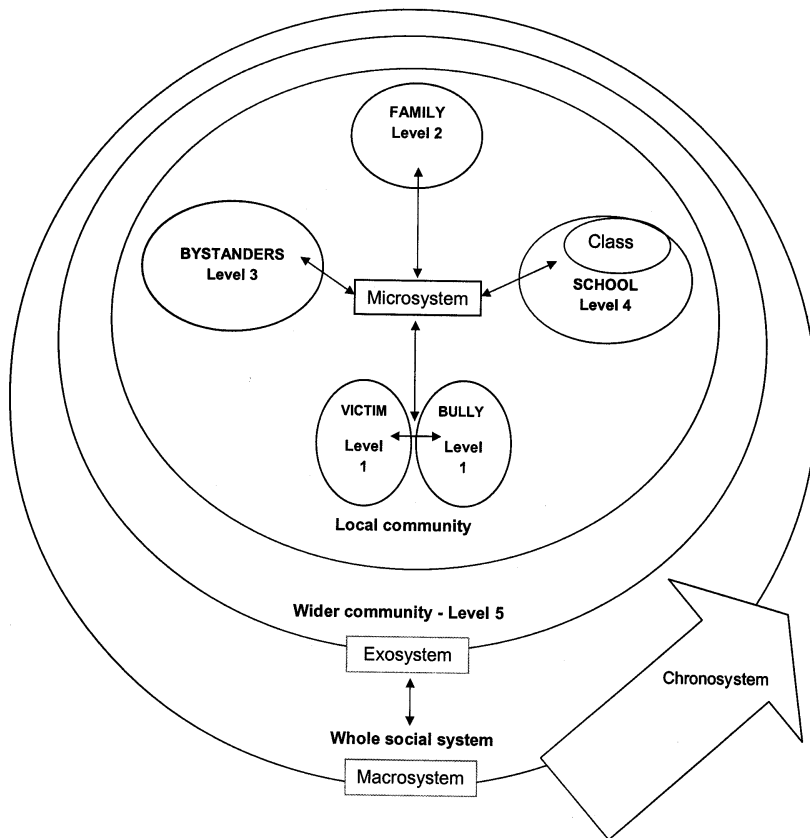 FAMILY
Level 2
BYSTANDERS
Level 3
Class
SCHOOL
Level 4
Microsystem
VICTIM
Level
1
BULLY
Level
1
Local community
Wider community - Level 5
Exosystem
Chronosystem
Whole social system
Macrosystem